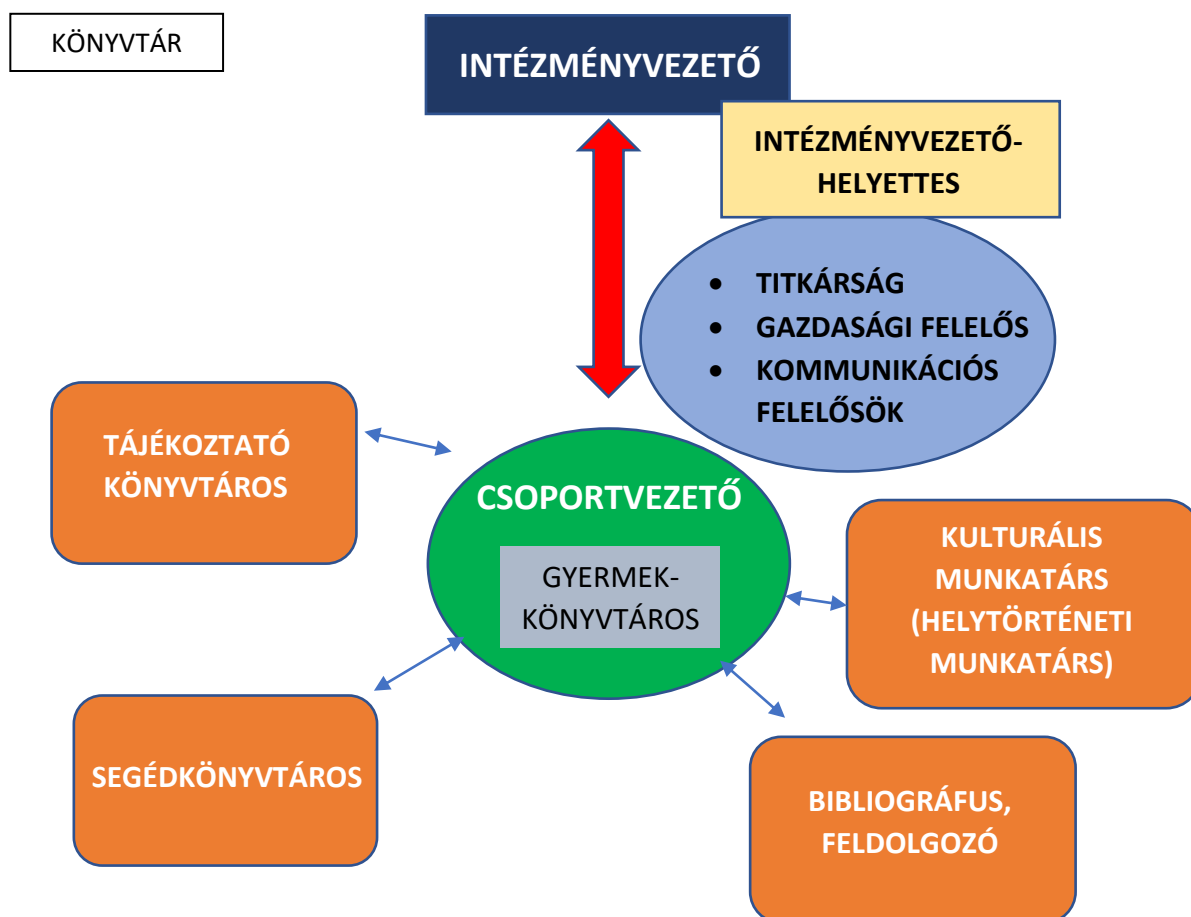 KÖNYVTÁR
INTÉZMÉNYVEZETŐ
INTÉZMÉNYVEZETŐ-
HELYETTES
• TITKÁRSÁG
• GAZDASÁGI FELELŐS
• KOMMUNIKÁCIÓS
FELELŐSÖK
TÁJÉKOZTATÓ
KÖNYVTÁROS
CSOPORTVEZETŐ
GYERMEK-
KÖNYVTÁROS
KULTURÁLIS
MUNKATÁRS
(HELYTÖRTÉNETI
MUNKATÁRS)
SEGÉDKÖNYVTÁROS
BIBLIOGRÁFUS,
FELDOLGOZÓ